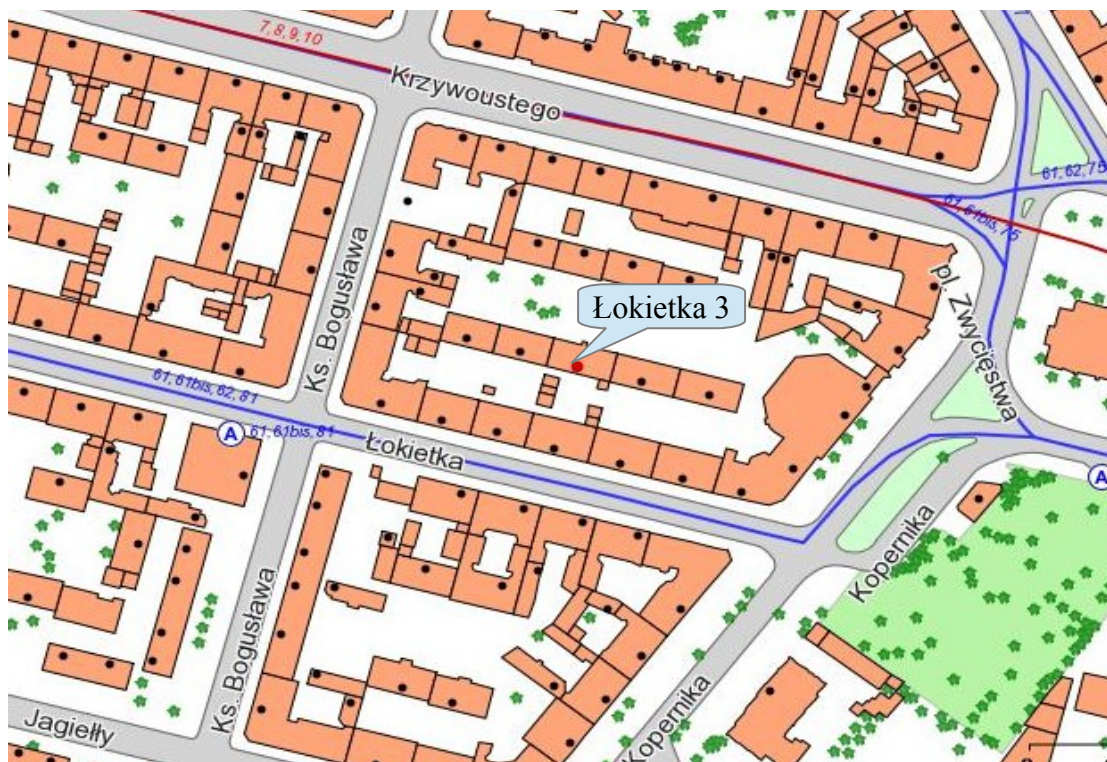 7,8,9,10
Krzywoustego
61,62,75
61,61bis,75
Ks. Bogusława
Łokietka 3
pl. Zwycięstwa
61, 61bis, 62, 81
A
61, 61bis, 81
Łokietka
A
Kopernika
Ks. Bogusława
Jagiełły
Kopernika